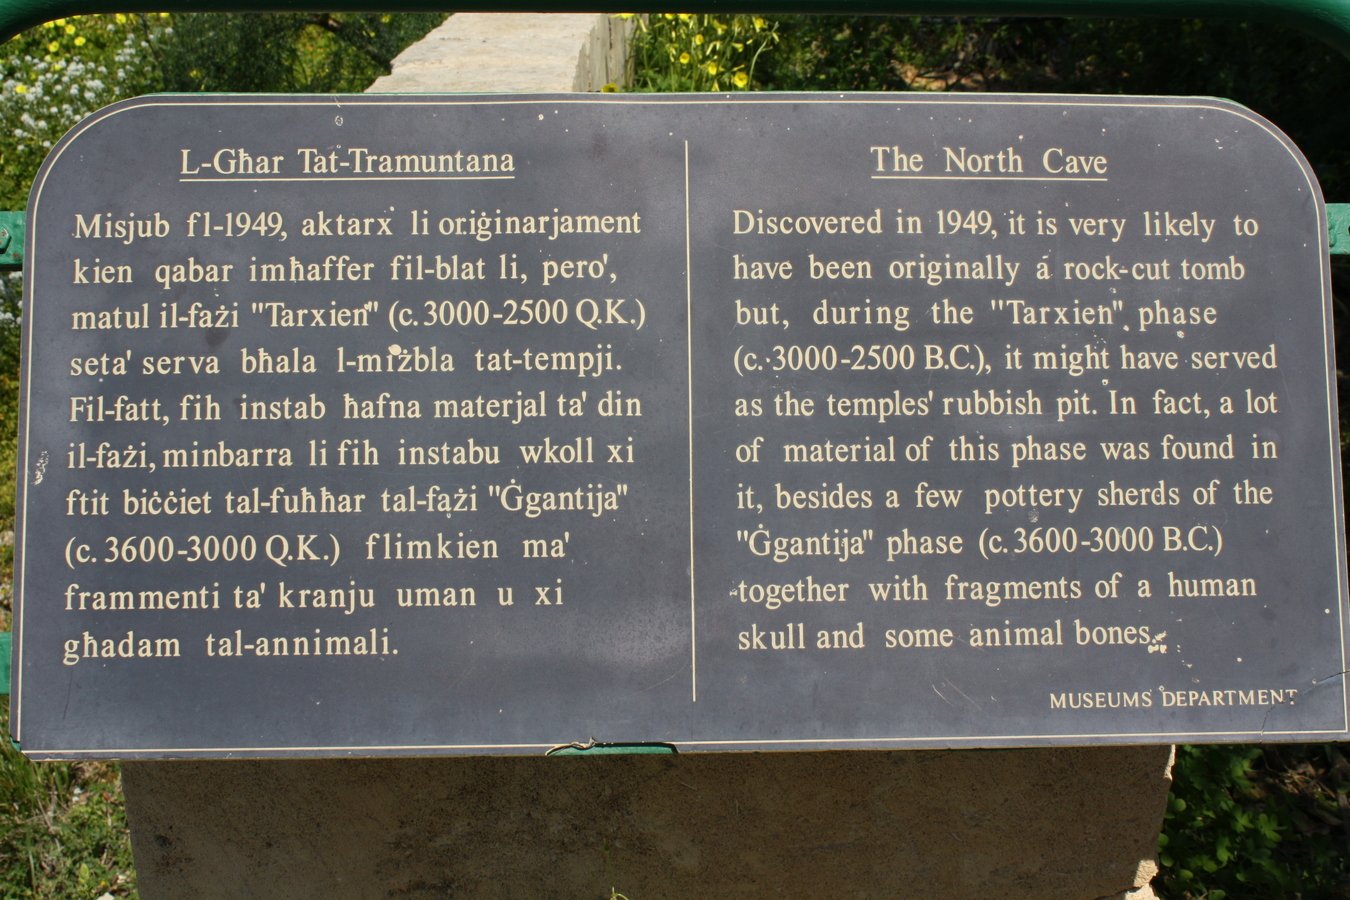 L-Għar Tat-Tramuntana
Misjub fl-1949, aktarx li oriġinarjament
kien qabar imħaffer fil-blat li, pero',
matul il-fażi "Tarxien" (c. 3000-2500 Q.K.)
seta' serva bħala l-miżbla tat-tempji.
Fil-fatt, fih instab ħafna materjal ta' din
il-fażi, minbarra li fih instabu wkoll xi
ftit biċċiet tal-fuħħar tal-fażi "Ġgantija"
(c. 3600-3000 Q.K.) flimkien ma'
frammenti ta' kranju uman u xi
għadam tal-annimali.
The North Cave
Discovered in 1949, it is very likely to
have been originally a rock-cut tomb
but, during the "Tarxien" phase
(c. 3000-2500 B.C.), it might have served
as the temples' rubbish pit. In fact, a lot
of material of this phase was found in
it, besides a few pottery sherds of the
"Ġgantija" phase (c. 3600-3000 B.C.)
together with fragments of a human
skull and some animal bones.
MUSEUMS DEPARTMENT